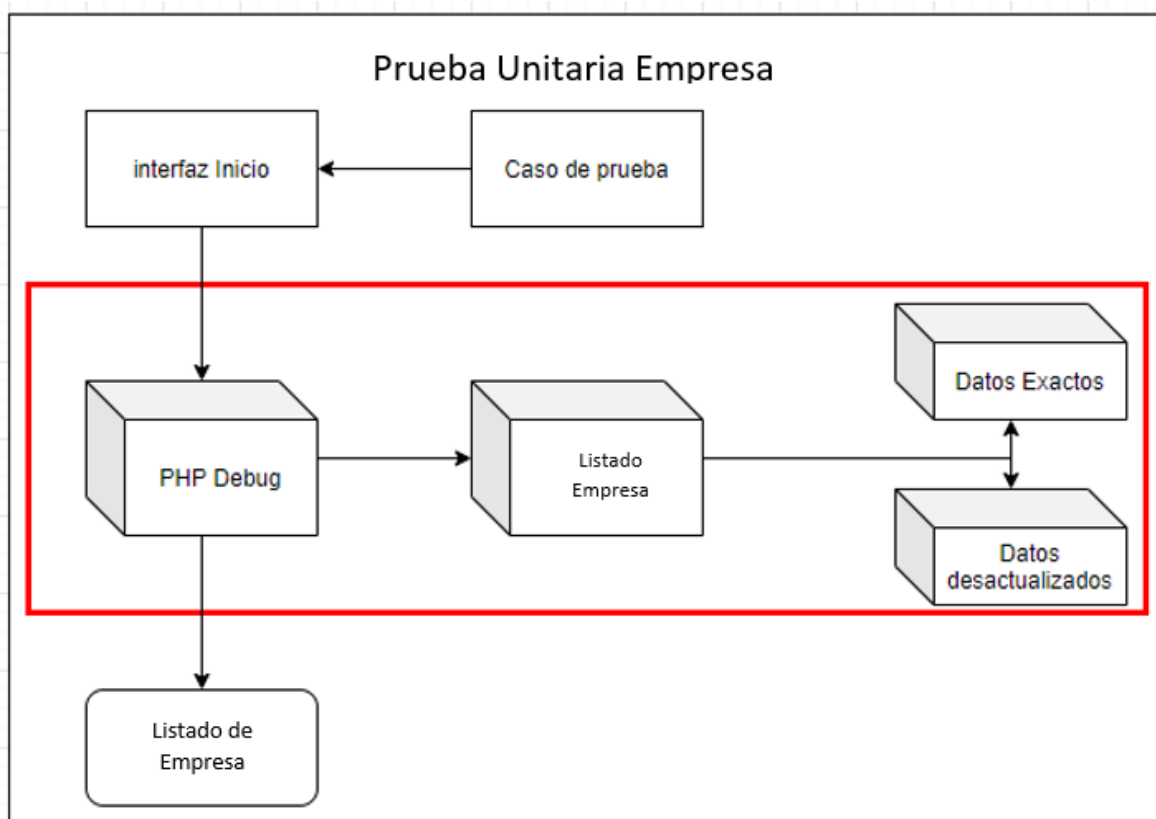 Prueba Unitaria Empresa
interfaz Inicio
Caso de prueba
Datos Exactos
PHP Debug
Listado
Empresa
Datos
desactualizados
Listado de
Empresa